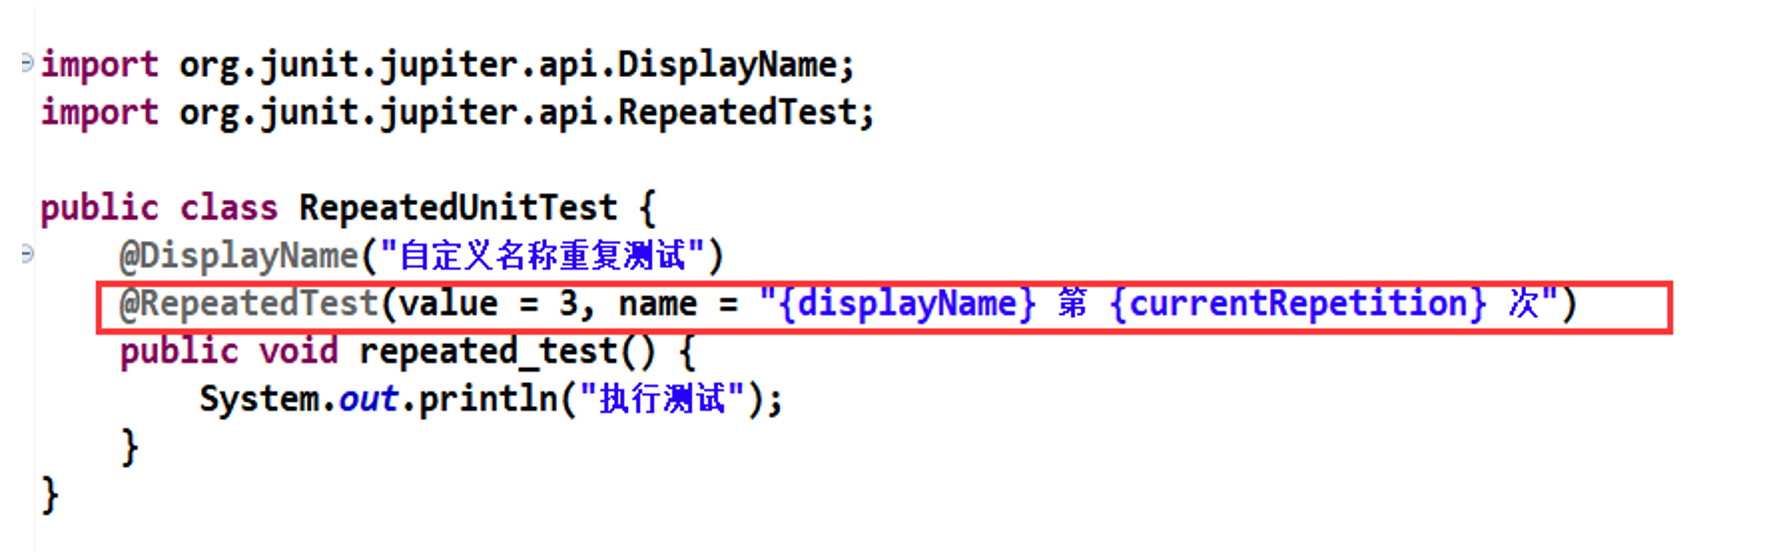 import org.junit.jupiter.api.DisplayName;
import org.junit.jupiter.api.RepeatedTest;
public class RepeatedUnitTest {
@DisplayName("自定义名称重复测试")
@RepeatedTest(value = 3, name = "{displayName} 第 {currentRepetition} 次")
public void repeated_test() {
System.out.println("执行测试");
}
}